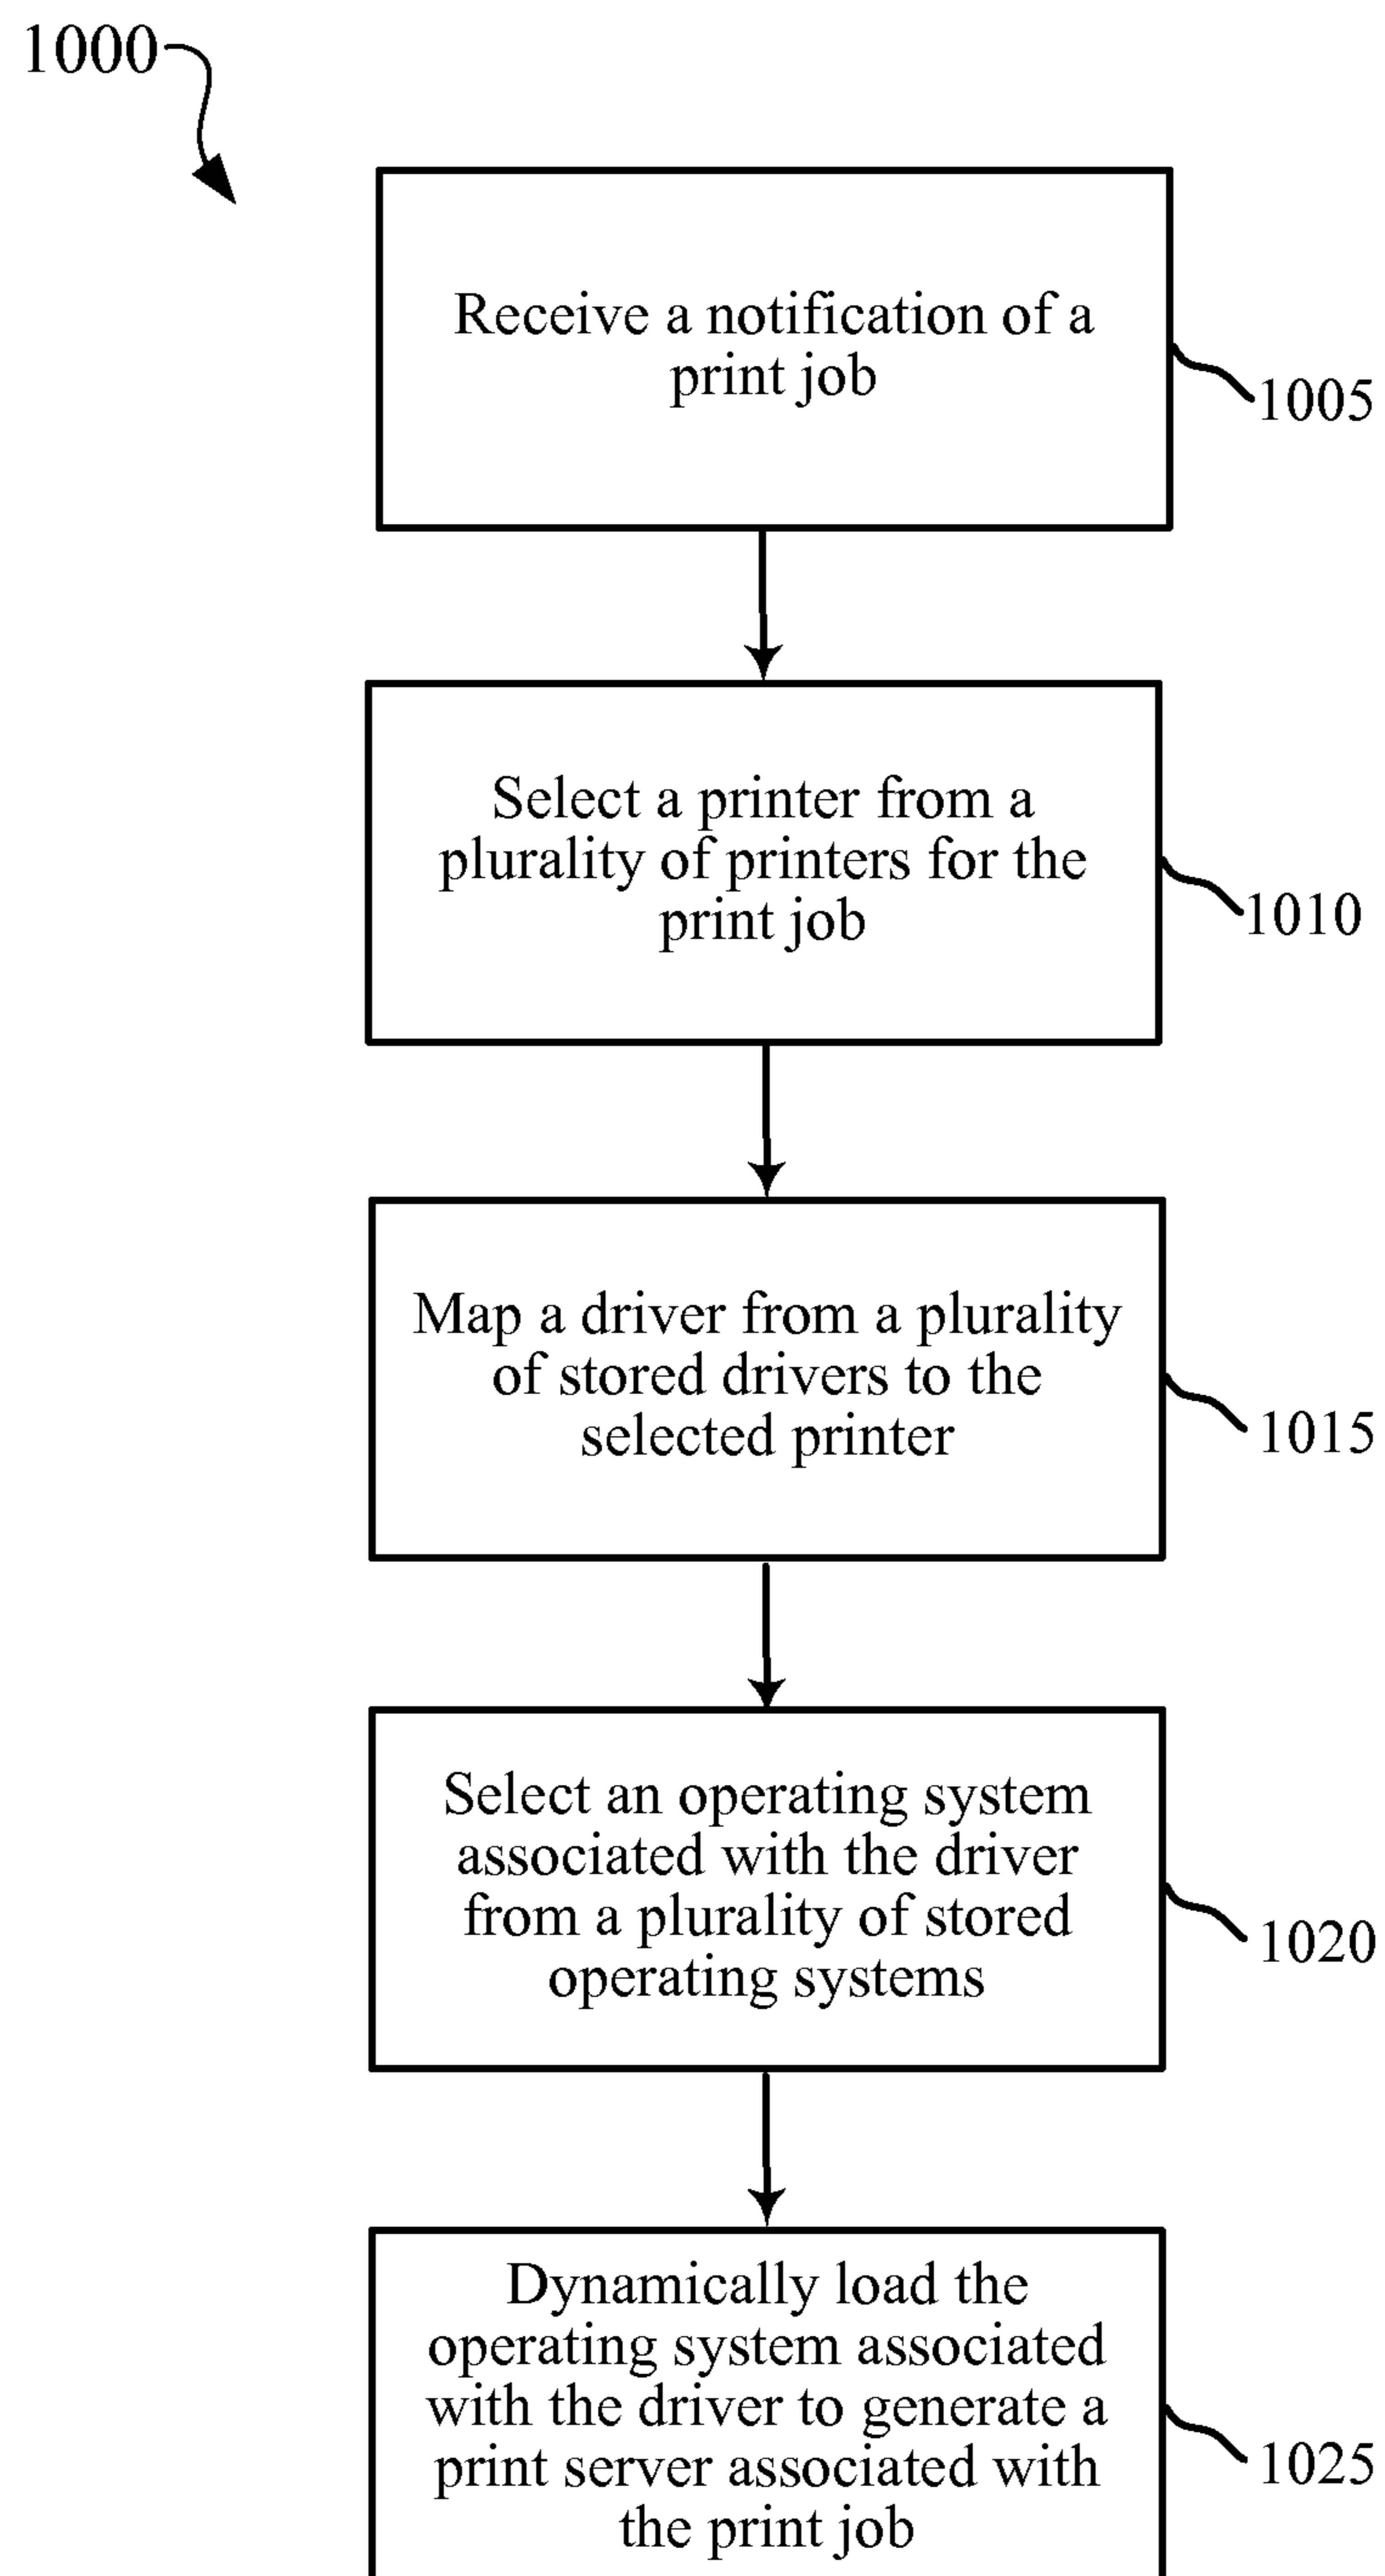 1000
Receive a notification of a
print job
1005
Select a printer from a
plurality of printers for the
print job
1010
Map a driver from a plurality
of stored drivers to the
selected printer
1015
Select an operating system
associated with the driver
from a plurality of stored
operating systems
1020
Dynamically load the
operating system associated
with the driver to generate a
print server associated with
the print job
1025